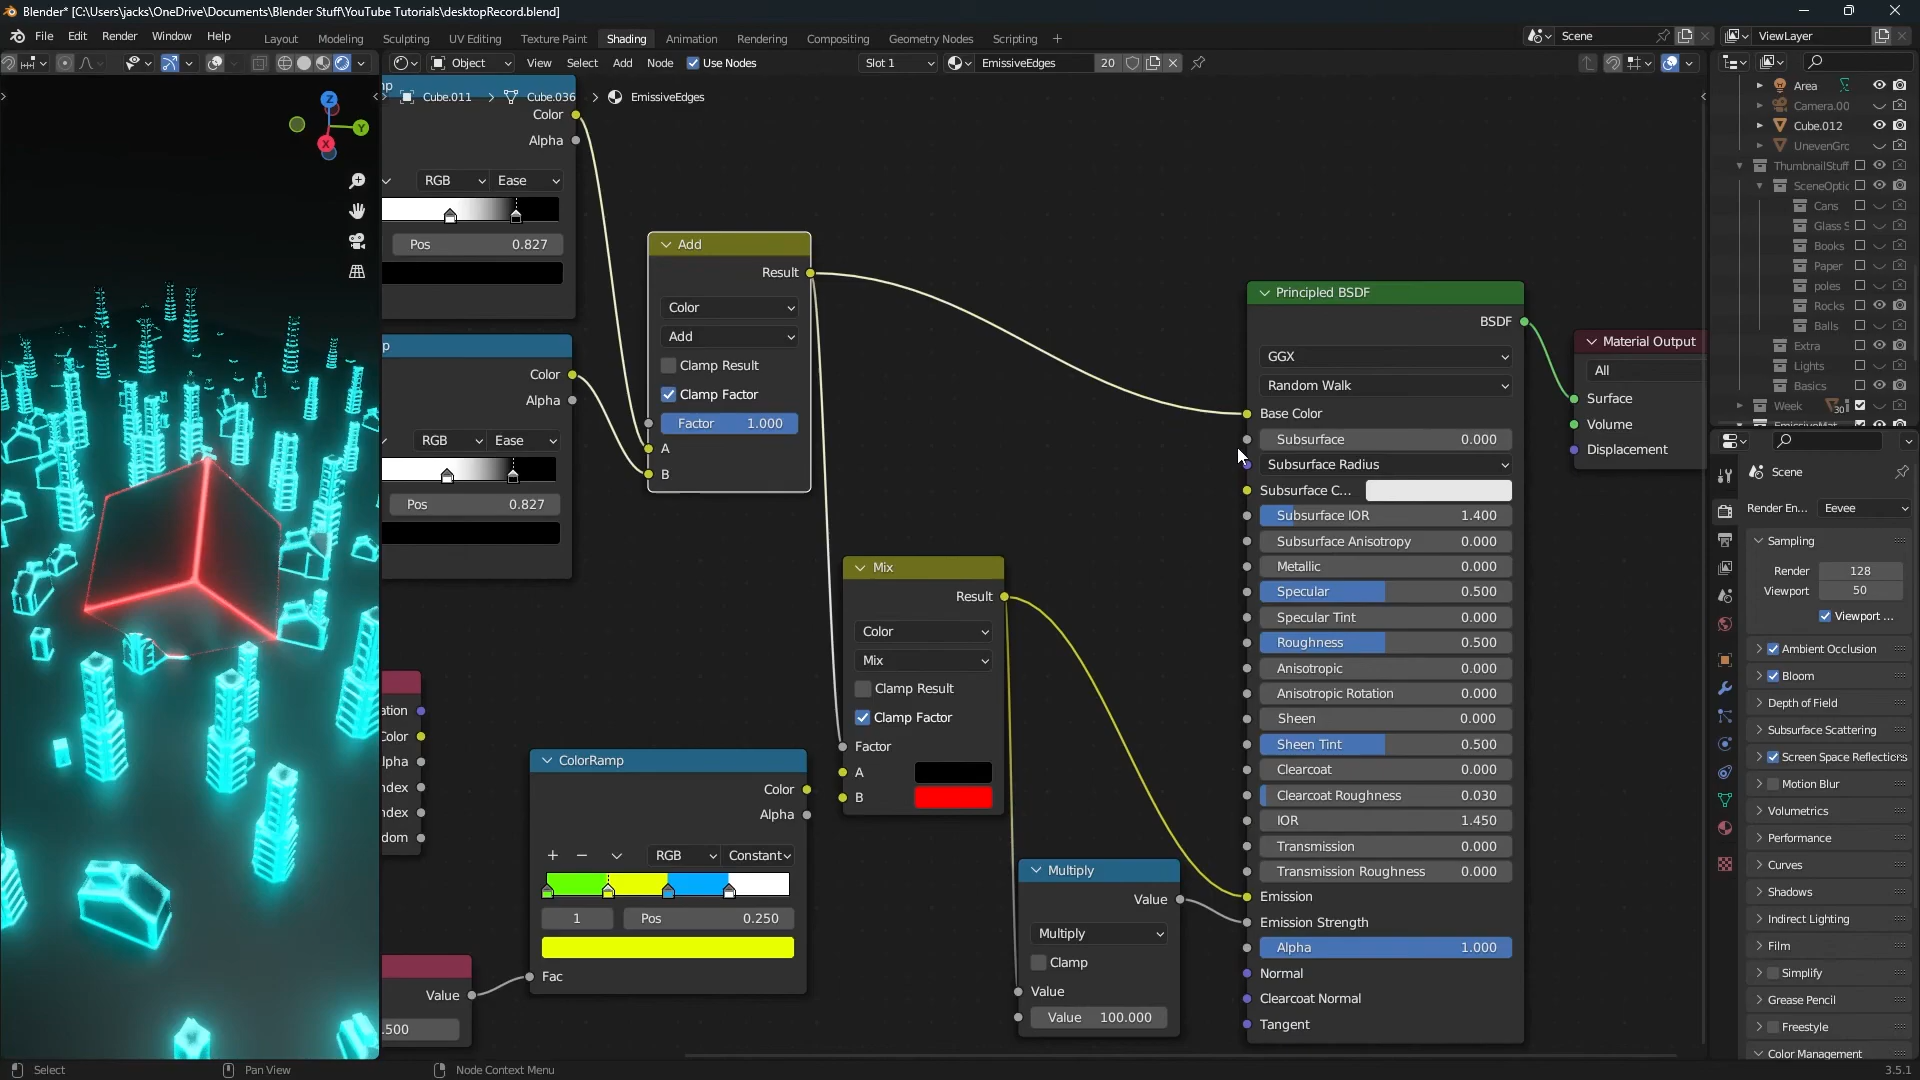 Blender* [C:\Users\jacks\OneDrive\Documents\Blender Stuff\YouTube Tutorials\desktopRecord.blend]
File Edit Render Window Help Layout Modeling Sculpting UV Editing Texture Paint Shading Animation Rendering Compositing Geometry Nodes Scripting + Scene ViewLayer
Object View Select Add Node Use Nodes Slot 1 EmissiveEdges 20
Cube.011 > Cube.036 > EmissiveEdges
Z
Y
X
Color
Alpha
RGB Ease
Pos 0.827
Color
Alpha
RGB Ease
Pos 0.827
Add
Result
Color
Add
Clamp Result
Clamp Factor
Factor 1.000
A
B
Mix
Result
Color
Mix
Clamp Result
Clamp Factor
Factor
A
B
ation
Color
lpha
ndex
ndex
dom
Value
.500
ColorRamp
Color
Alpha
RGB Constant
1 Pos 0.250
Fac
Multiply
Value
Multiply
Clamp
Value
Value 100.000
Principled BSDF
BSDF
GGX
Random Walk
Base Color
Subsurface 0.000
Subsurface Radius
Subsurface C...
Subsurface IOR 1.400
Subsurface Anisotropy 0.000
Metallic 0.000
Specular 0.500
Specular Tint 0.000
Roughness 0.500
Anisotropic 0.000
Anisotropic Rotation 0.000
Sheen 0.000
Sheen Tint 0.500
Clearcoat 0.000
Clearcoat Roughness 0.030
IOR 1.450
Transmission 0.000
Transmission Roughness 0.000
Emission
Emission Strength
Alpha 1.000
Normal
Clearcoat Normal
Tangent
Material Output
All
Surface
Volume
Displacement
Area
Camera.00
Cube.012
UnevenGrc
ThumbnailStuff
SceneOptic
Cans
Glass S
Books
Paper
poles
Rocks
Balls
Extra
Lights
Basics
Week 30
Scene
Render En... Eevee
Sampling
Render 128
Viewport 50
Viewport ...
Ambient Occlusion
Bloom
Depth of Field
Subsurface Scattering
Screen Space Reflections
Motion Blur
Volumetrics
Performance
Curves
Shadows
Indirect Lighting
Film
Simplify
Grease Pencil
Freestyle
Color Management
Select Pan View Node Context Menu 3.5.1